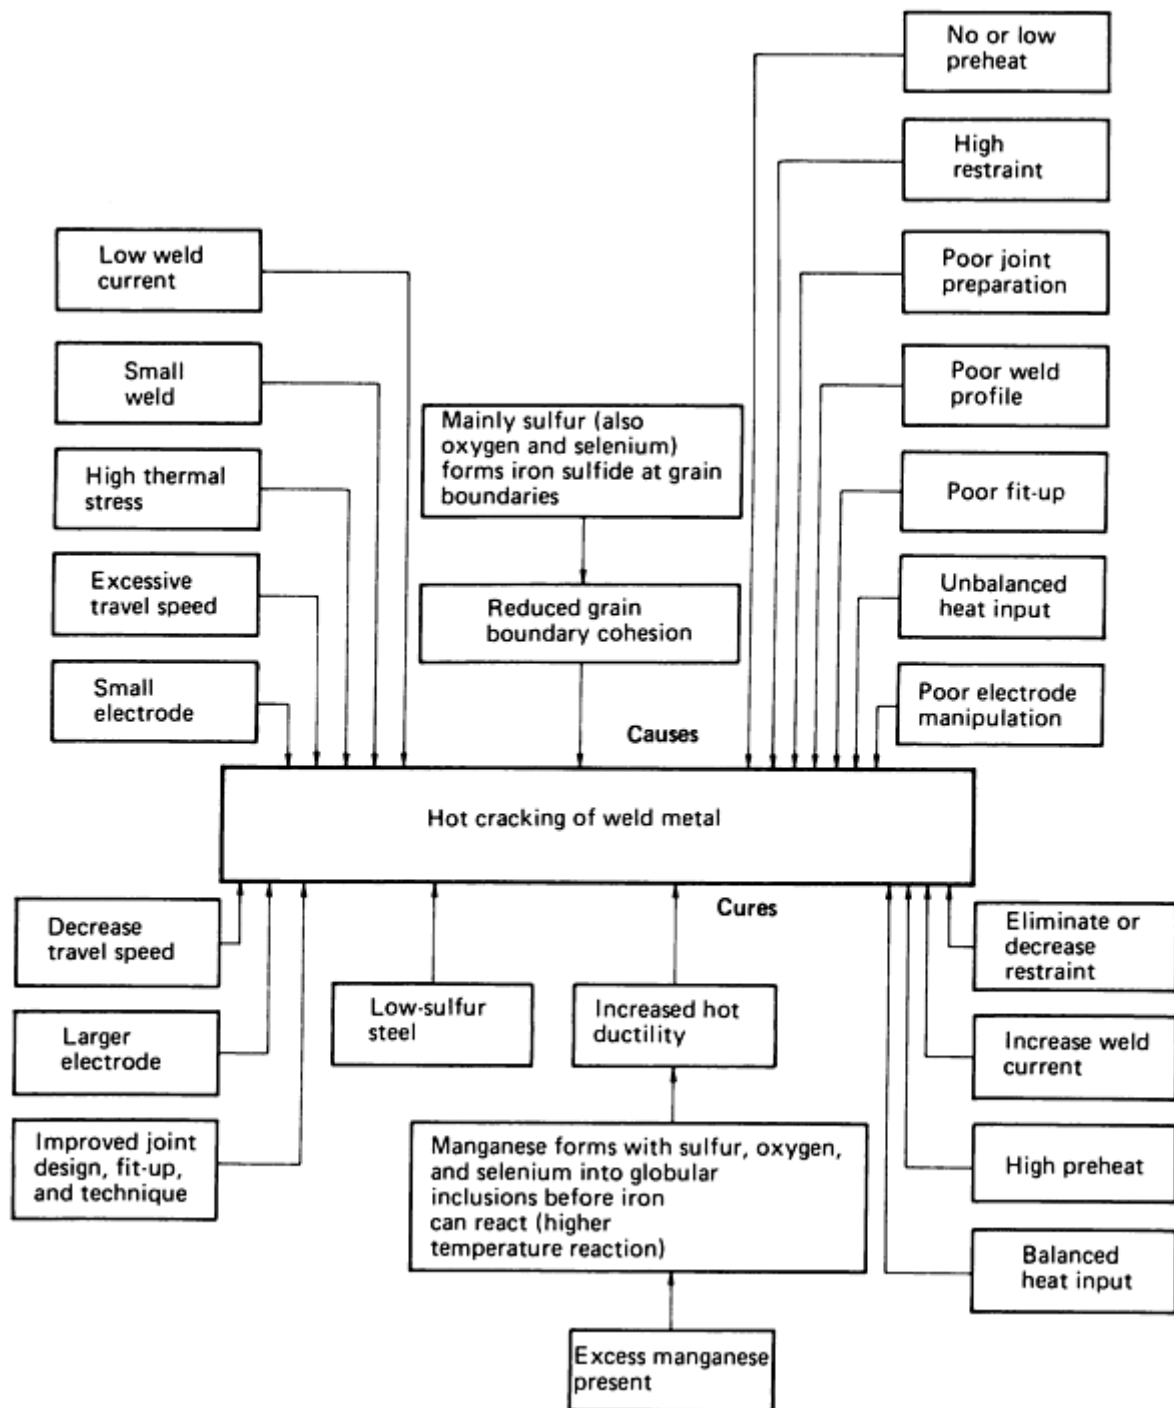 No or low
preheat
High
restraint
Low weld
current
Poor joint
preparation
Small
weld
Poor weld
profile
Mainly sulfur (also
oxygen and selenium)
forms iron sulfide at grain
boundaries
High thermal
stress
Poor fit-up
Excessive
travel speed
Reduced grain
boundary cohesion
Unbalanced
heat input
Small
electrode
Poor electrode
manipulation
Causes
Hot cracking of weld metal
Cures
Decrease
travel speed
Eliminate or
decrease
restraint
Low-sulfur
steel
Increased hot
ductility
Larger
electrode
Increase weld
current
Improved joint
design, fit-up,
and technique
Manganese forms with sulfur, oxygen,
and selenium into globular
inclusions before iron
can react (higher
temperature reaction)
High preheat
Balanced
heat input
Excess manganese
present